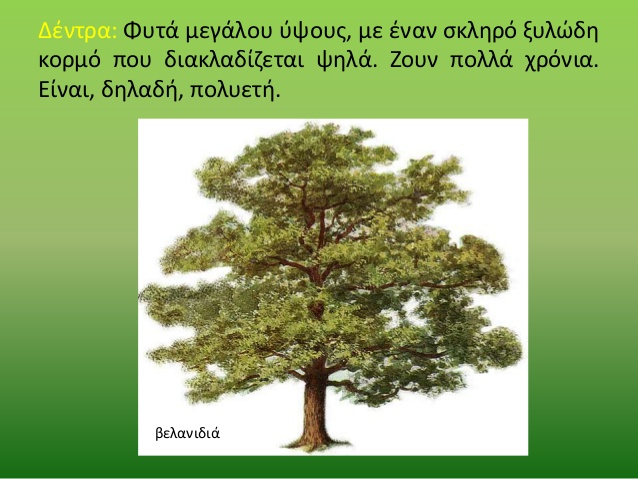 Δέντρα: Φυτά μεγάλου ύψους, με έναν σκληρό ξυλώδη
κορμό που διακλαδίζεται ψηλά. Ζουν πολλά χρόνια.
Είναι, δηλαδή, πολυετή.
βελανιδιά